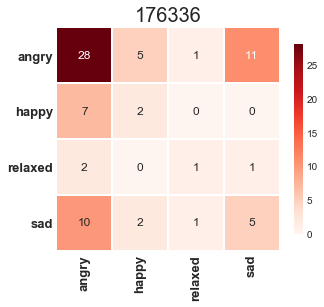 176336
angry 28 5 1 11
happy 7 2 0 0
relaxed 2 0 1 1
sad 10 2 1 5
angry happy relaxed sad
25
20
15
10
5
0